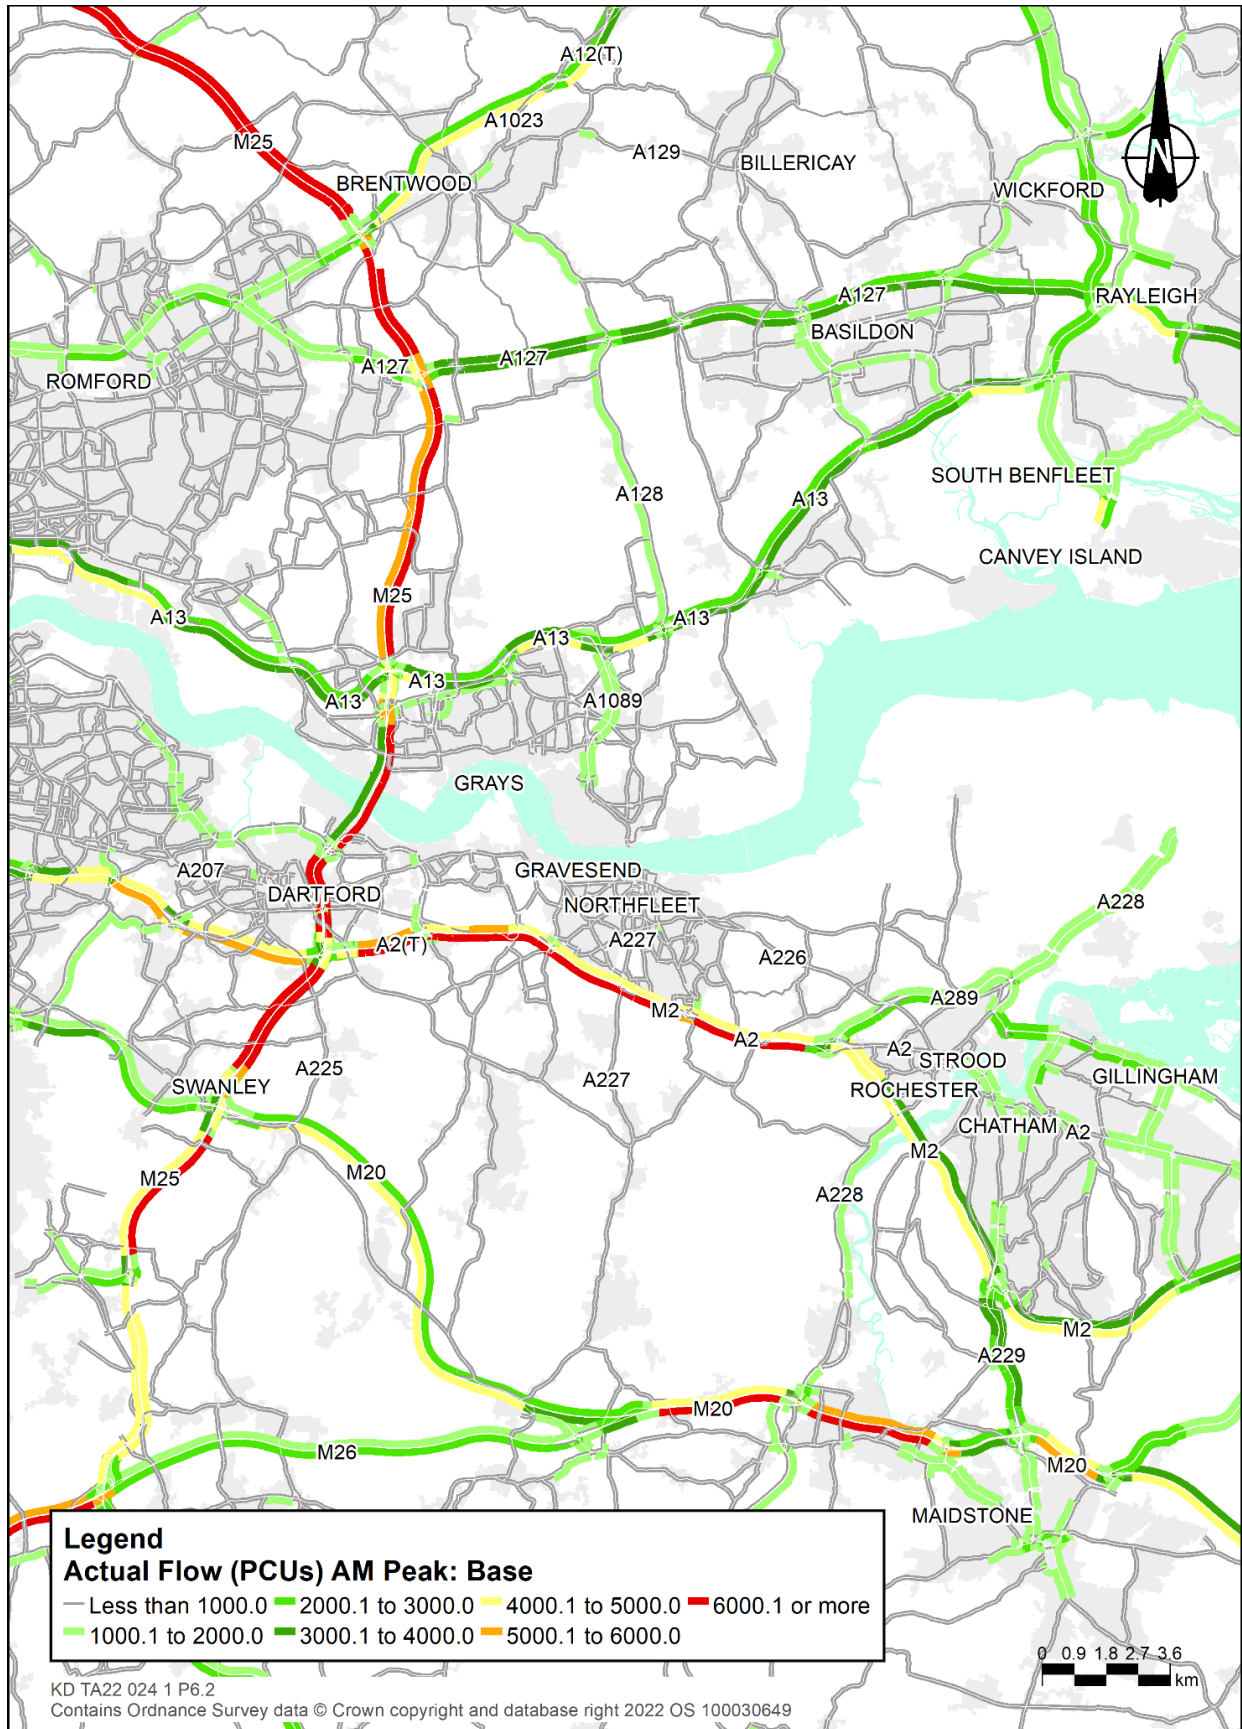 A12(T)
A1023
M25
A129
BILLERICAY
BRENTWOOD
WICKFORD
N
A127
RAYLEIGH
BASILDON
A127
A127
ROMFORD
SOUTH BENFLEET
A128
A13
CANVEY ISLAND
M25
A13
A13
A13
A13
A13
A1089
GRAYS
A207
GRAVESEND
DARTFORD
NORTHFLEET
A228
A2(T)
A227
A226
A289
M2
A2
A2
STROOD
A225
GILLINGHAM
SWANLEY
A227
ROCHESTER
CHATHAM
A2
M2
M20
M25
A228
M2
A229
M20
M26
M20
MAIDSTONE
Legend
Actual Flow (PCUs) AM Peak: Base
Less than 1000.0 2000.1 to 3000.0 4000.1 to 5000.0 6000.1 or more
1000.1 to 2000.0 3000.1 to 4000.0 5000.1 to 6000.0
0 0.9 1.8 2.7 3.6
km
KD TA22 024 1 P6.2
Contains Ordnance Survey data © Crown copyright and database right 2022 OS 100030649